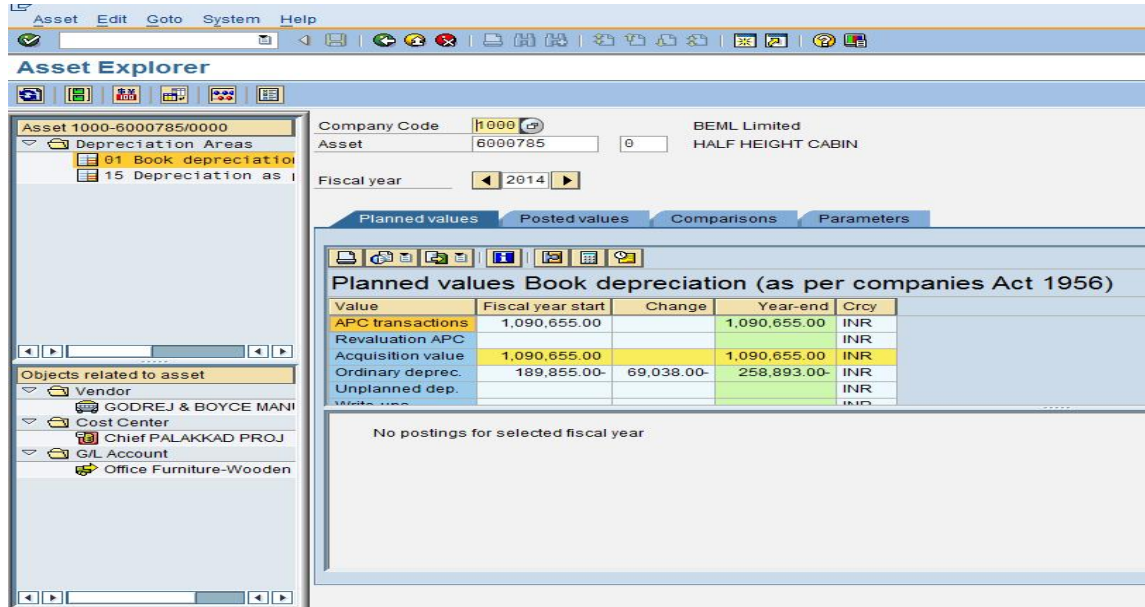 Asset Edit Goto System Help
Asset Explorer
Asset 1000-6000785/0000
Depreciation Areas
01 Book depreciation
15 Depreciation as
Company Code 1000 BEML Limited
Asset 6000785 0 HALF HEIGHT CABIN
Fiscal year 2014
Planned values Posted values Comparisons Parameters
Planned values Book depreciation (as per companies Act 1956)
Value Fiscal year start Change Year-end Crcy
APC transactions 1,090,655.00 1,090,655.00 INR
Revaluation APC INR
Acquisition value 1,090,655.00 1,090,655.00 INR
Ordinary deprec. 189,855.00- 69,038.00- 258,893.00- INR
Unplanned dep. INR
Objects related to asset
Vendor
GODREJ & BOYCE MAN
Cost Center
Chief PALAKKAD PROJ
G/L Account
Office Furniture-Wooden
No postings for selected fiscal year